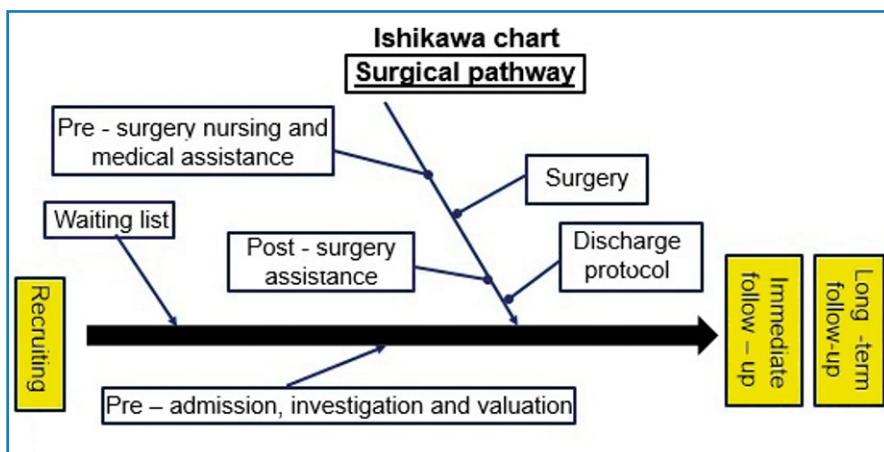 Ishikawa chart
Surgical pathway
Pre - surgery nursing and
medical assistance
Surgery
Waiting list
Post - surgery
assistance
Discharge
protocol
Recruiting
Immediate
follow – up
Long -term
follow-up
Pre – admission, investigation and valuation